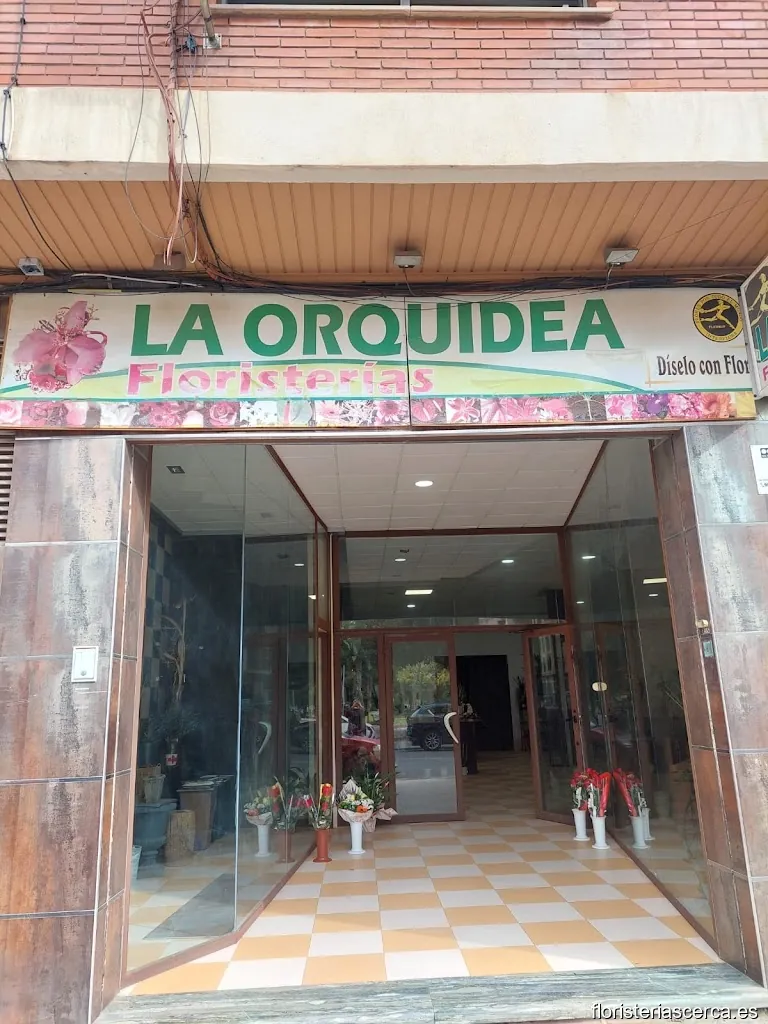 LA ORQUIDEA
Floristerías
Díselo con Flor
floristeriascerca.es